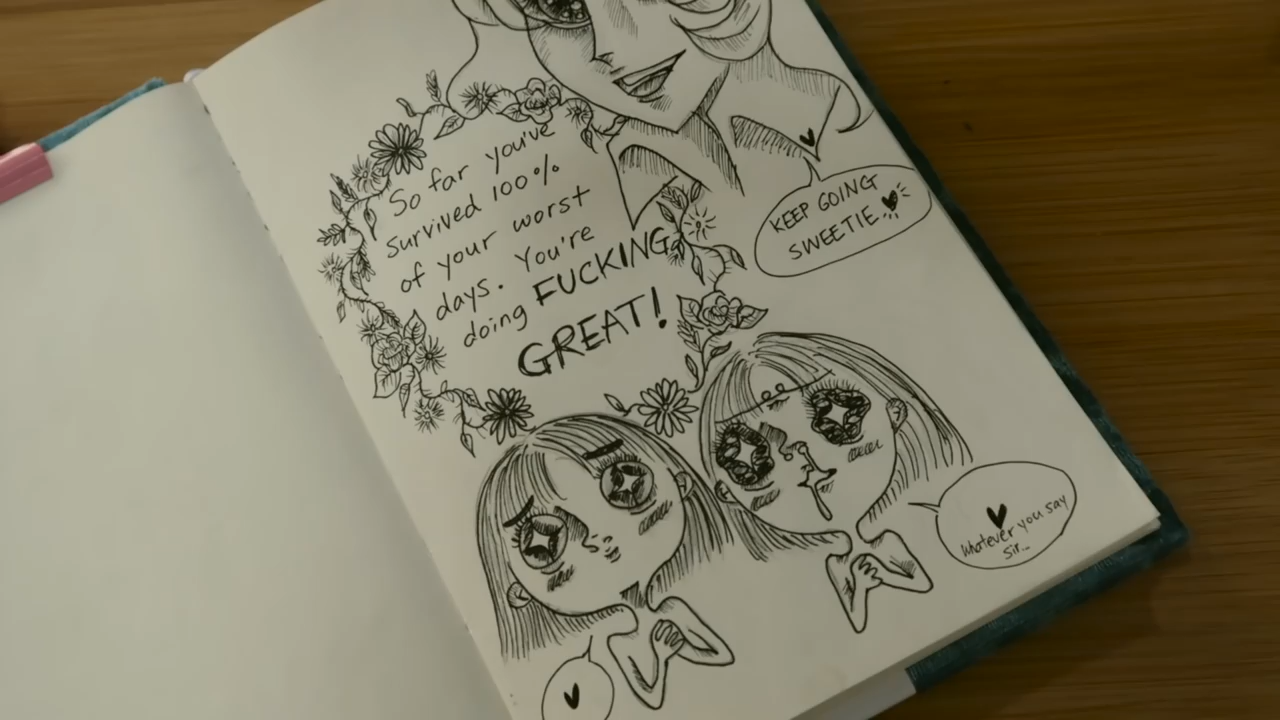 So far you've
survived 100%
of your worst
days. You're
doing FUCKING
GREAT!
KEEP GOING
SWEETIE
Whatever you say
Sir...